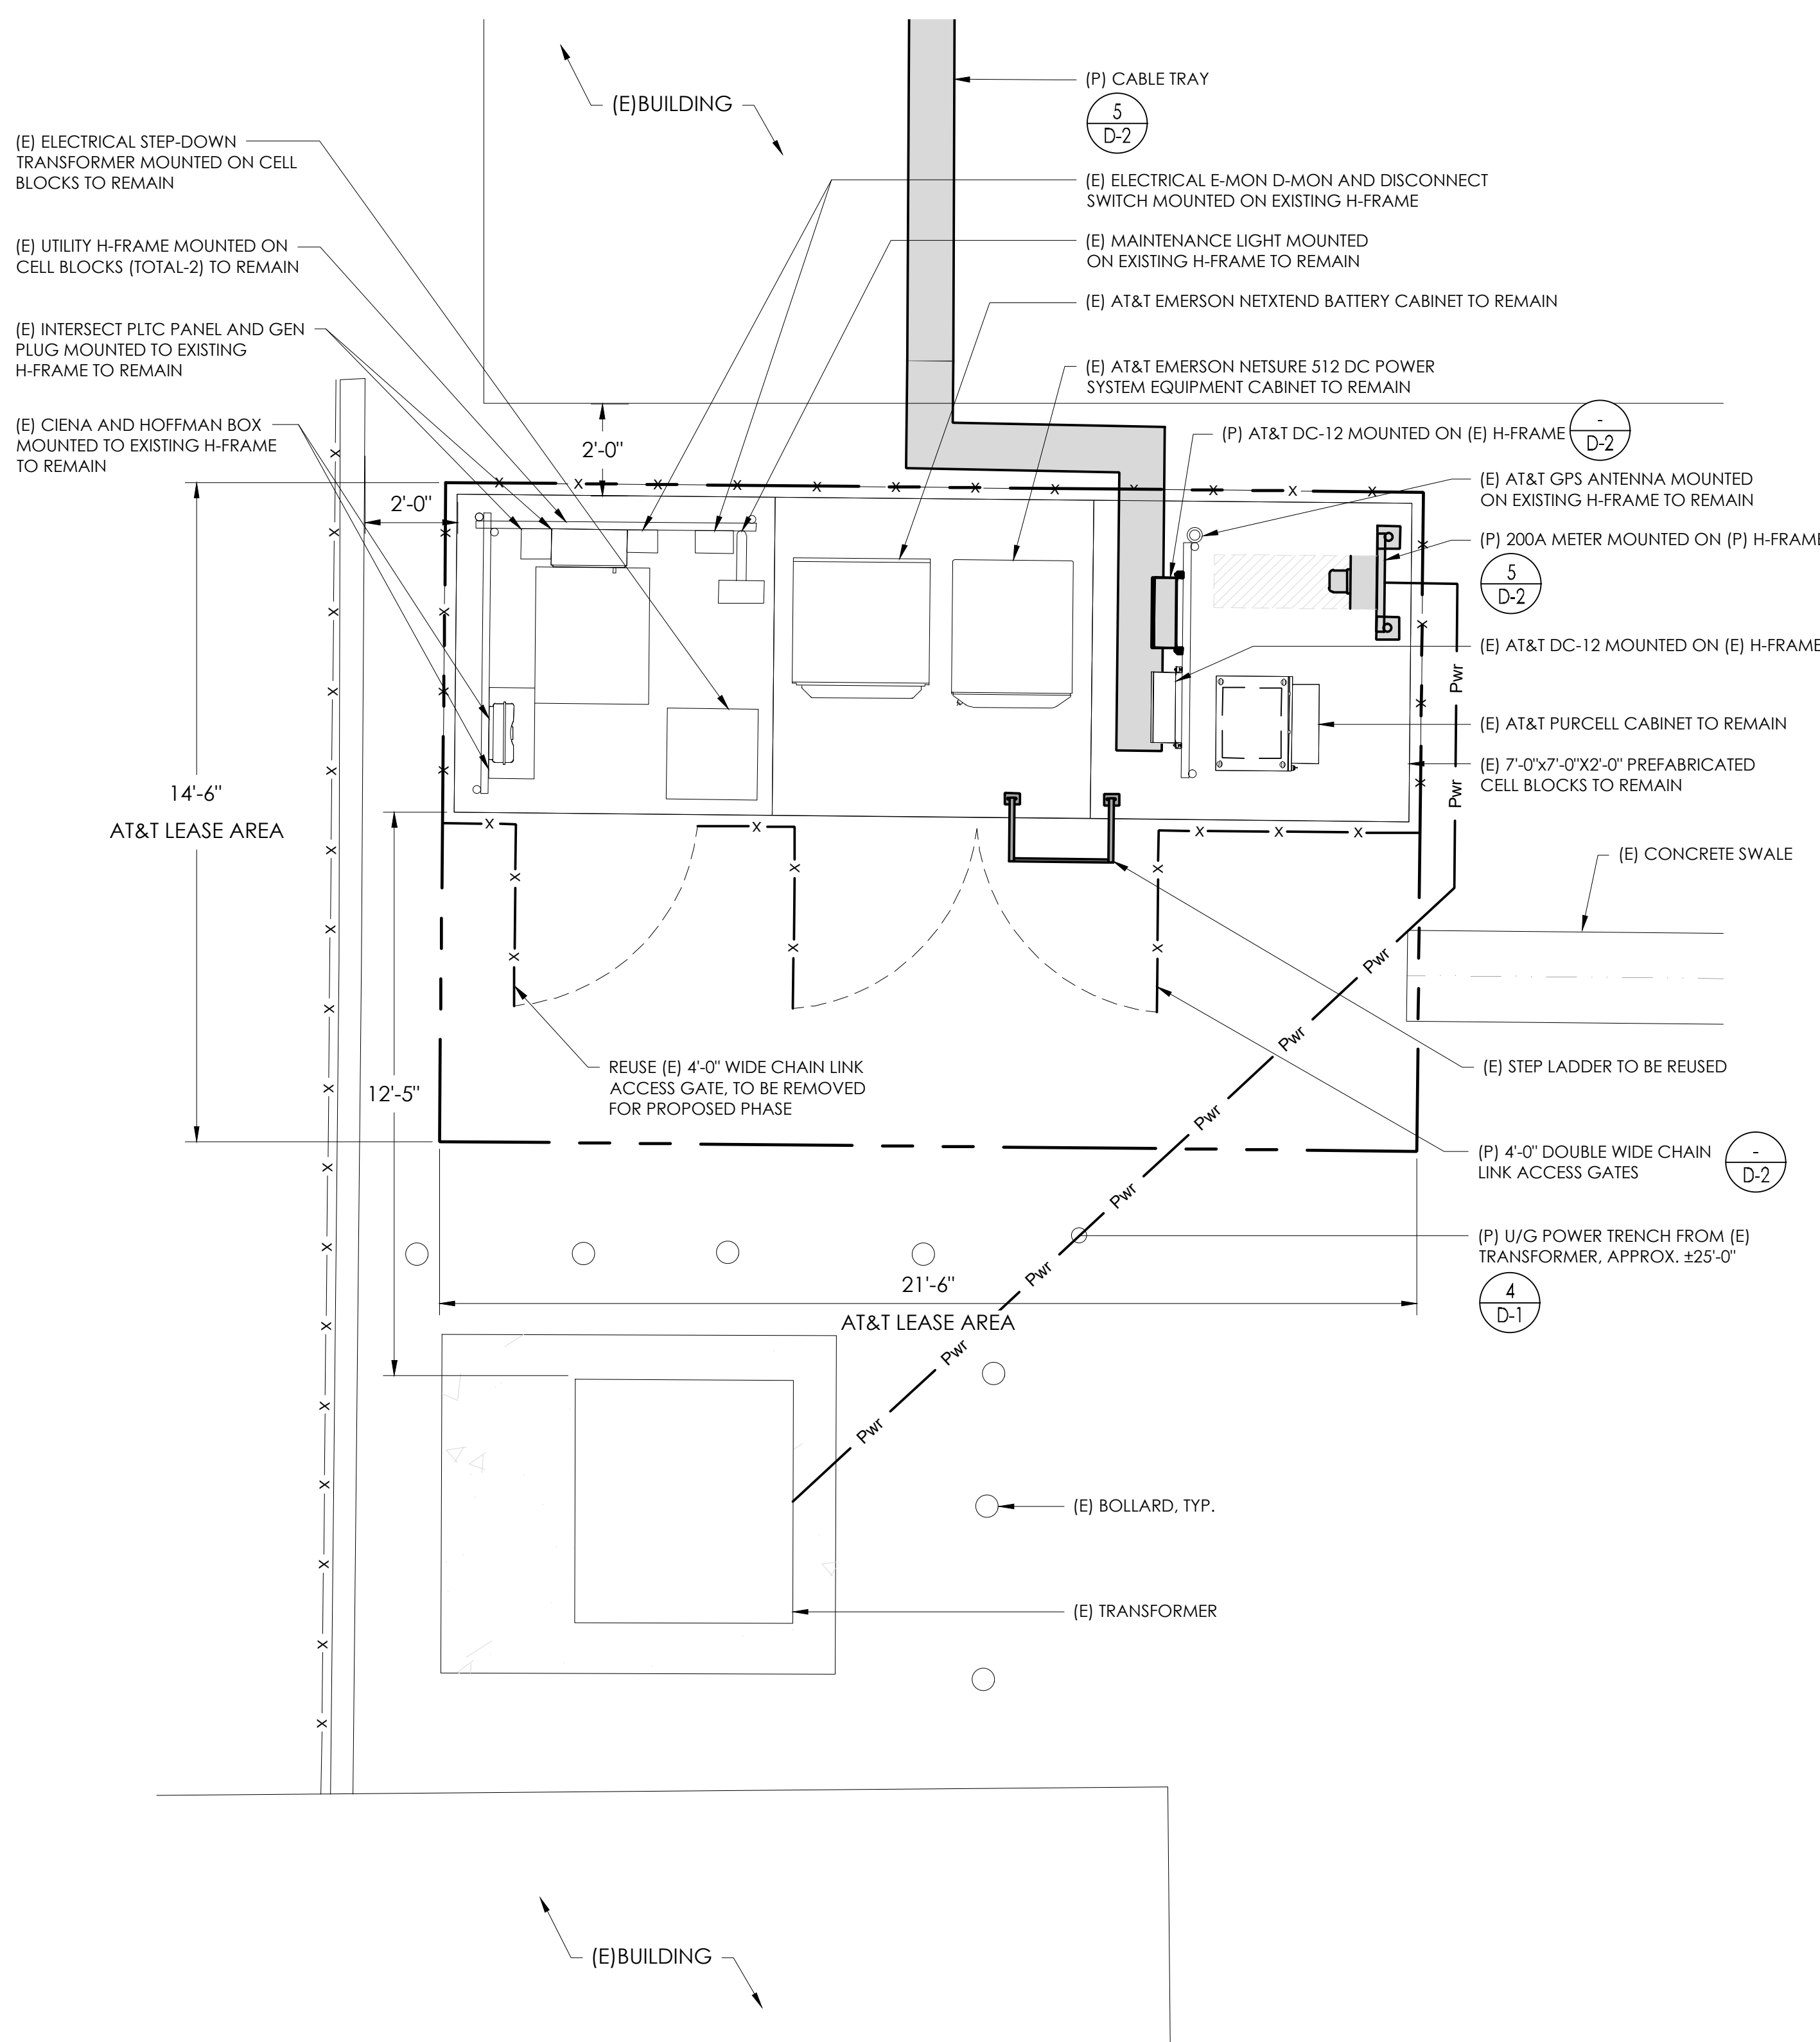 (E)BUILDING
(P) CABLE TRAY
5
D-2
(E) ELECTRICAL STEP-DOWN
TRANSFORMER MOUNTED ON CELL
BLOCKS TO REMAIN
(E) ELECTRICAL E-MON D-MON AND DISCONNECT
SWITCH MOUNTED ON EXISTING H-FRAME
(E) UTILITY H-FRAME MOUNTED ON
CELL BLOCKS (TOTAL-2) TO REMAIN
(E) MAINTENANCE LIGHT MOUNTED
ON EXISTING H-FRAME TO REMAIN
(E) AT&T EMERSON NETXTEND BATTERY CABINET TO REMAIN
(E) INTERSECT PLTC PANEL AND GEN
PLUG MOUNTED TO EXISTING
H-FRAME TO REMAIN
(E) AT&T EMERSON NETSURE 512 DC POWER
SYSTEM EQUIPMENT CABINET TO REMAIN
(E) CIENA AND HOFFMAN BOX
MOUNTED TO EXISTING H-FRAME
TO REMAIN
2'-0"
(P) AT&T DC-12 MOUNTED ON (E) H-FRAME
-
D-2
2'-0"
(E) AT&T GPS ANTENNA MOUNTED
ON EXISTING H-FRAME TO REMAIN
(P) 200A METER MOUNTED ON (P) H-FRAME
5
D-2
(E) AT&T DC-12 MOUNTED ON (E) H-FRAME
Pwr
(E) AT&T PURCELL CABINET TO REMAIN
(E) 7'-0"x7'-0"X2'-0" PREFABRICATED
CELL BLOCKS TO REMAIN
Pwr
14'-6"
AT&T LEASE AREA
(E) CONCRETE SWALE
Pwr
Pwr
REUSE (E) 4'-0" WIDE CHAIN LINK
ACCESS GATE, TO BE REMOVED
FOR PROPOSED PHASE
12'-5"
(E) STEP LADDER TO BE REUSED
Pwr
(P) 4'-0" DOUBLE WIDE CHAIN
LINK ACCESS GATES
-
D-2
Pwr
(P) U/G POWER TRENCH FROM (E)
TRANSFORMER, APPROX. ±25'-0"
4
D-1
Pwr
21'-6"
AT&T LEASE AREA
Pwr
Pwr
(E) BOLLARD, TYP.
(E) TRANSFORMER
(E)BUILDING